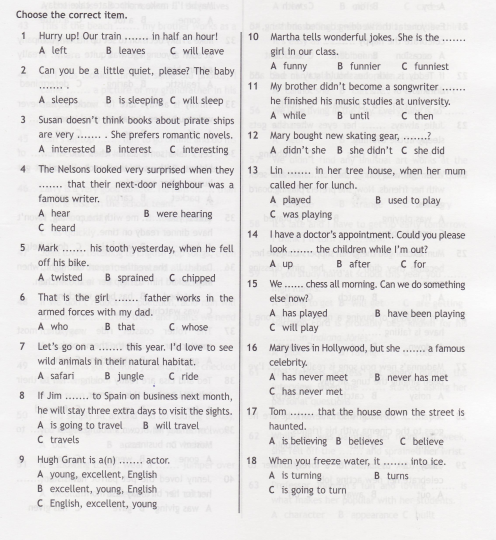 Choose the correct item.
1 Hurry up! Our train ....... in half an hour!
A left B leaves C will leave
2 Can you be a little quiet, please? The baby
....... .
A sleeps B is sleeping C will sleep
3 Susan doesn't think books about pirate ships
are very ....... . She prefers romantic novels.
A interested B interest C interesting
4 The Nelsons looked very surprised when they
....... that their next-door neighbour was a
famous writer.
A hear B were hearing
C heard
5 Mark ....... his tooth yesterday, when he fell
off his bike.
A twisted B sprained C chipped
6 That is the girl ....... father works in the
armed forces with my dad.
A who B that C whose
7 Let's go on a ....... this year. I'd love to see
wild animals in their natural habitat.
A safari B jungle C ride
8 If Jim ....... to Spain on business next month,
he will stay three extra days to visit the sights.
A is going to travel B will travel
C travels
9 Hugh Grant is a(n) ....... actor.
A young, excellent, English
B excellent, young, English
C English, excellent, young
10 Martha tells wonderful jokes. She is the .......
girl in our class.
A funny B funnier C funniest
11 My brother didn't become a songwriter .......
he finished his music studies at university.
A while B until C then
12 Mary bought new skating gear, .......?
A didn't she B she didn't C she did
13 Lin ....... in her tree house, when her mum
called her for lunch.
A played B used to play
C was playing
14 I have a doctor's appointment. Could you please
look ....... the children while I'm out?
A up B after C for
15 We ...... chess all morning. Can we do something
else now?
A has played B have been playing
C will play
16 Mary lives in Hollywood, but she ....... a famous
celebrity.
A has never meet B never has met
C has never met
17 Tom ....... that the house down the street is
haunted.
A is believing B believes C believe
18 When you freeze water, it ....... into ice.
A is turning B turns
C is going to turn